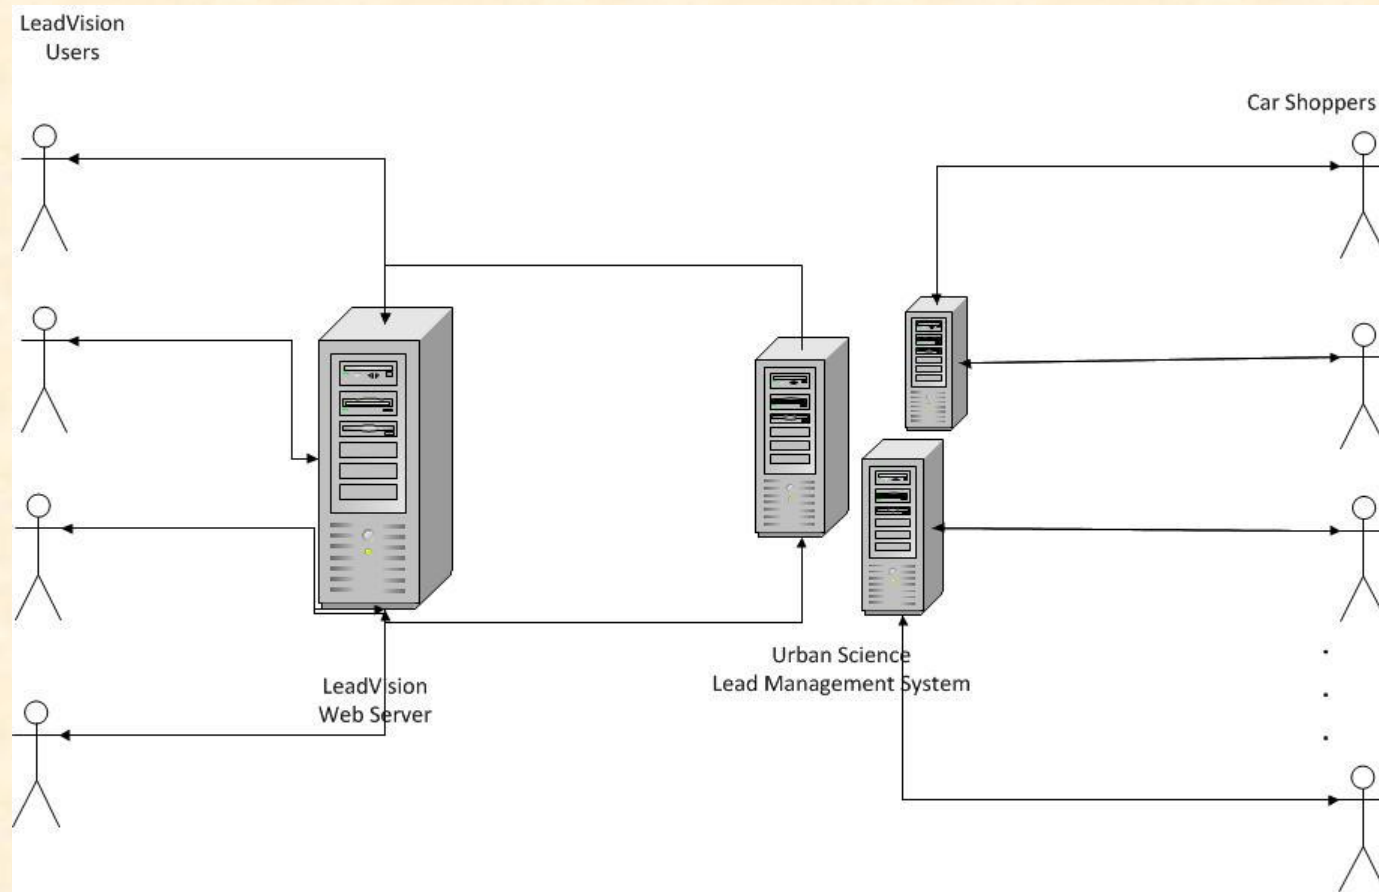 LeadVision
Users
Car Shoppers
Urban Science
Lead Management System
LeadVision
Web Server